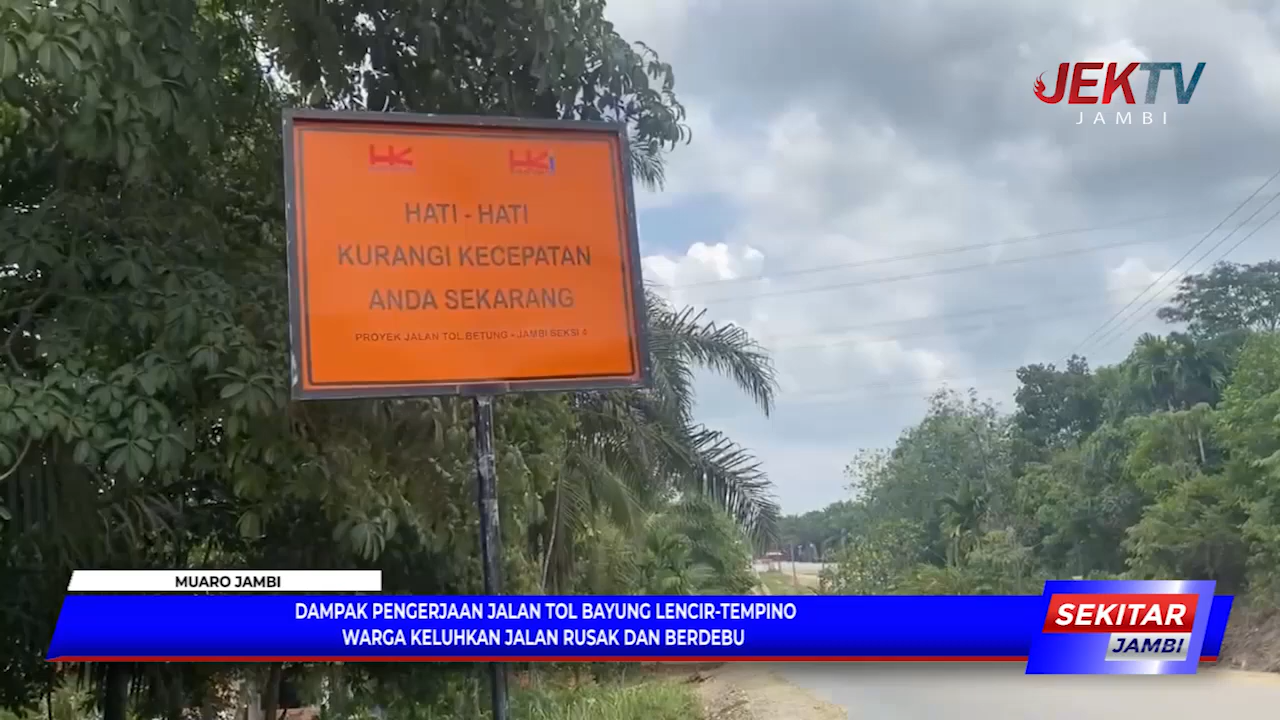 JEKTV
JAMBI
HK HK
HATI - HATI
KURANGI KECEPATAN
ANDA SEKARANG
PROYEK JALAN TOL BETUNG - JAMBI SEKSI 4
MUARO JAMBI
DAMPAK PENGERJAAN JALAN TOL BAYUNG LENCIR-TEMPINO
WARGA KELUHKAN JALAN RUSAK DAN BERDEBU
SEKITAR
JAMBI